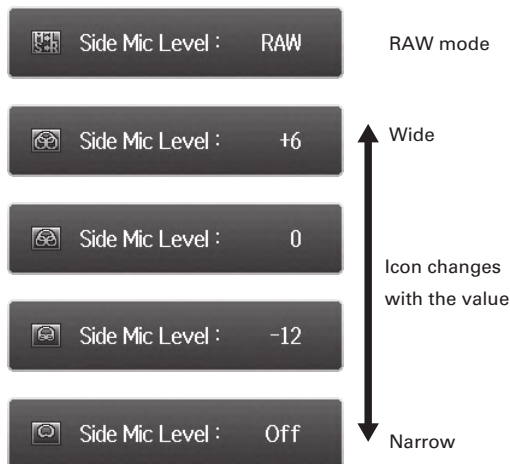 Side Mic Level : RAW
RAW mode
Side Mic Level : +6
Wide
Side Mic Level : 0
Icon changes
with the value
Side Mic Level : -12
Side Mic Level : Off
Narrow